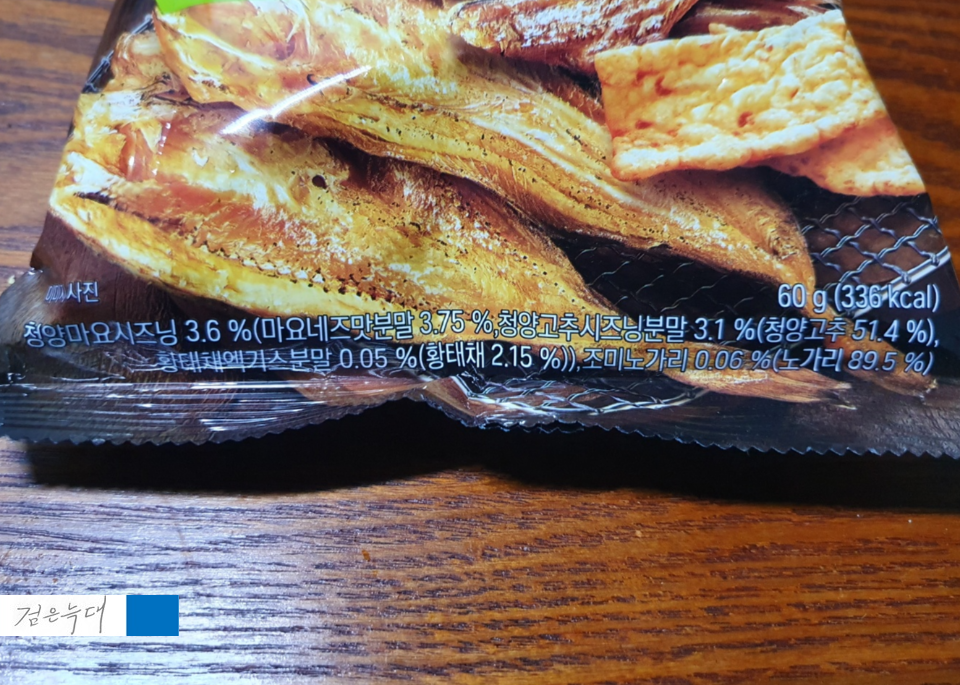 사진
60 g (336 kcal)
청양마요시즈닝 3.6 %(마요네즈맛분말 3.75 %,청양고추시즈닝분말 3.1 %(청양고추 51.4 %),
황태채엑기스분말 0.05 %(황태채 2.15 %)),조미노가리 0.06 %(노가리 89.5 %)
검은늑대